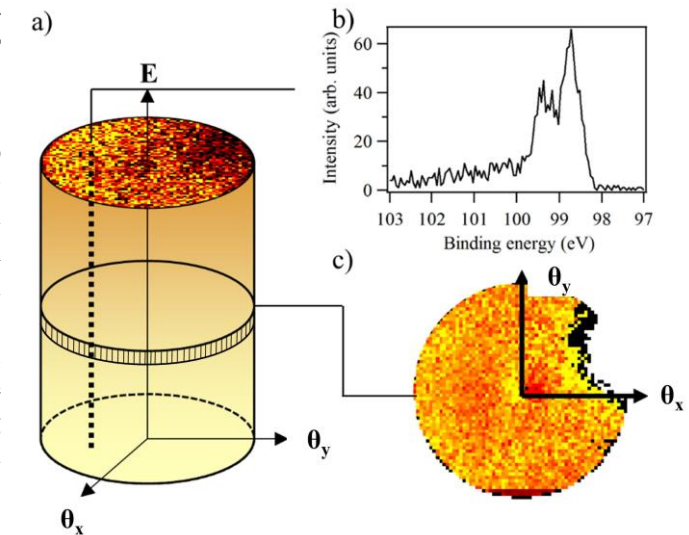 a)
E
θy
θx
b)
Intensity (arb. units)
60
40
20
0
103 102 101 100 99 98 97
Binding energy (eV)
c)
θy
θx